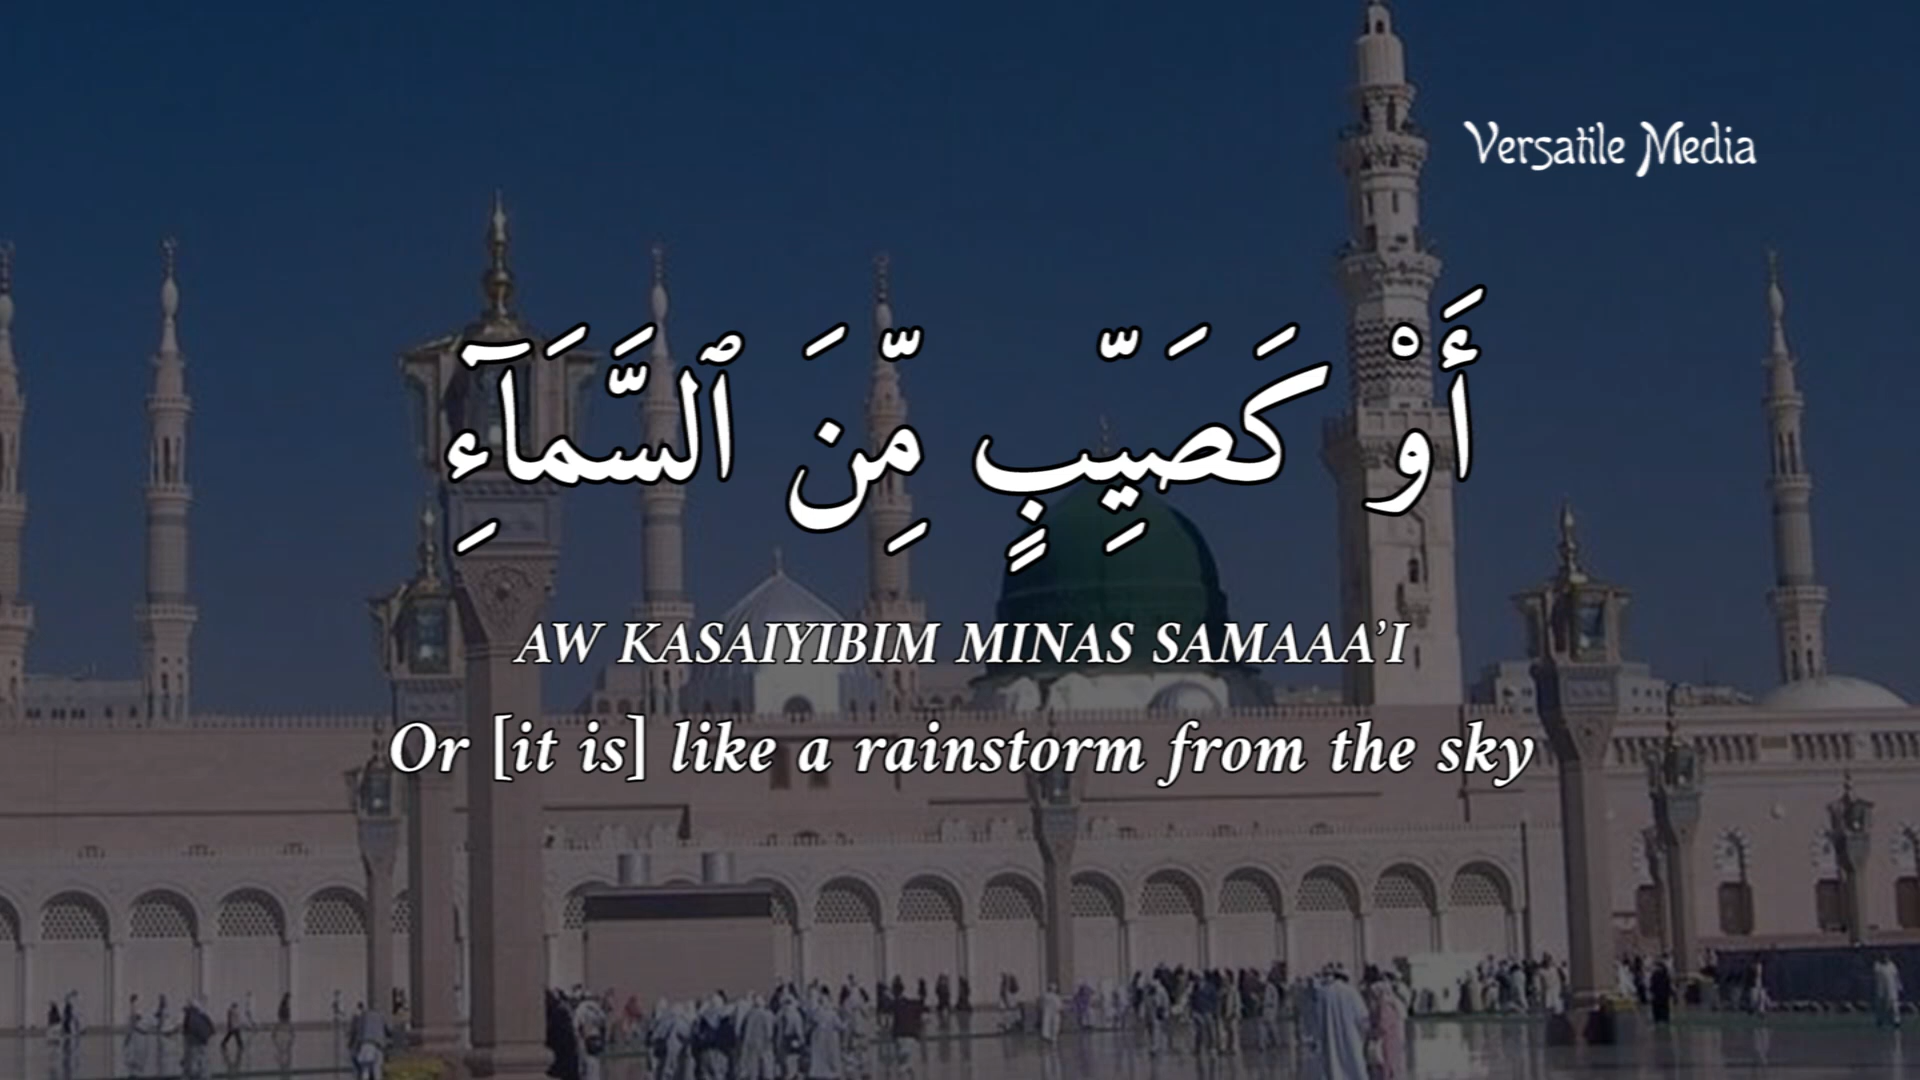 Versatile Media
أَوْ كَصَيِّبٍ مِّنَ ٱلسَّمَآءِ
AW KASAIYIBIM MINAS SAMAAA’I
Or [it is] like a rainstorm from the sky